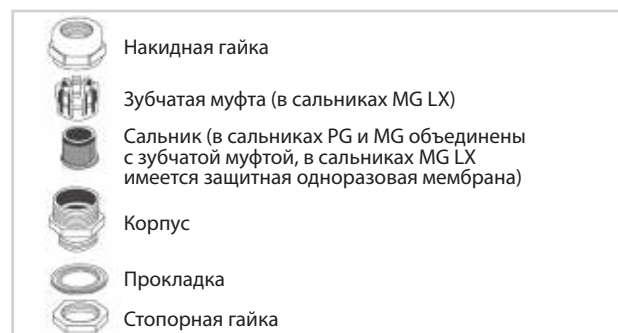 Накидная гайка
Зубчатая муфта (в сальниках MG LX)
Сальник (в сальниках PG и MG объединены
с зубчатой муфтой, в сальниках MG LX
имеется защитная одноразовая мембрана)
Корпус
Прокладка
Стопорная гайка